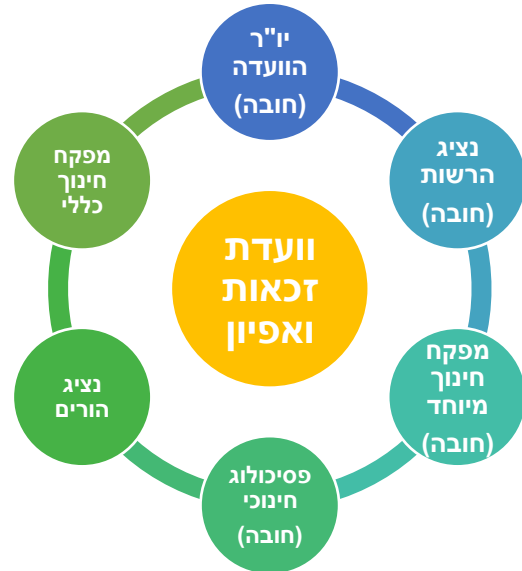 יו"ר
הוועדה
(חובה)
נציג
הרשות
(חובה)
מפקח
חינוך
מיוחד
(חובה)
פסיכולוג
חינוכי
(חובה)
נציג
הורים
מפקח
חינוך
כללי
וועדת
זכאות
ואפיון